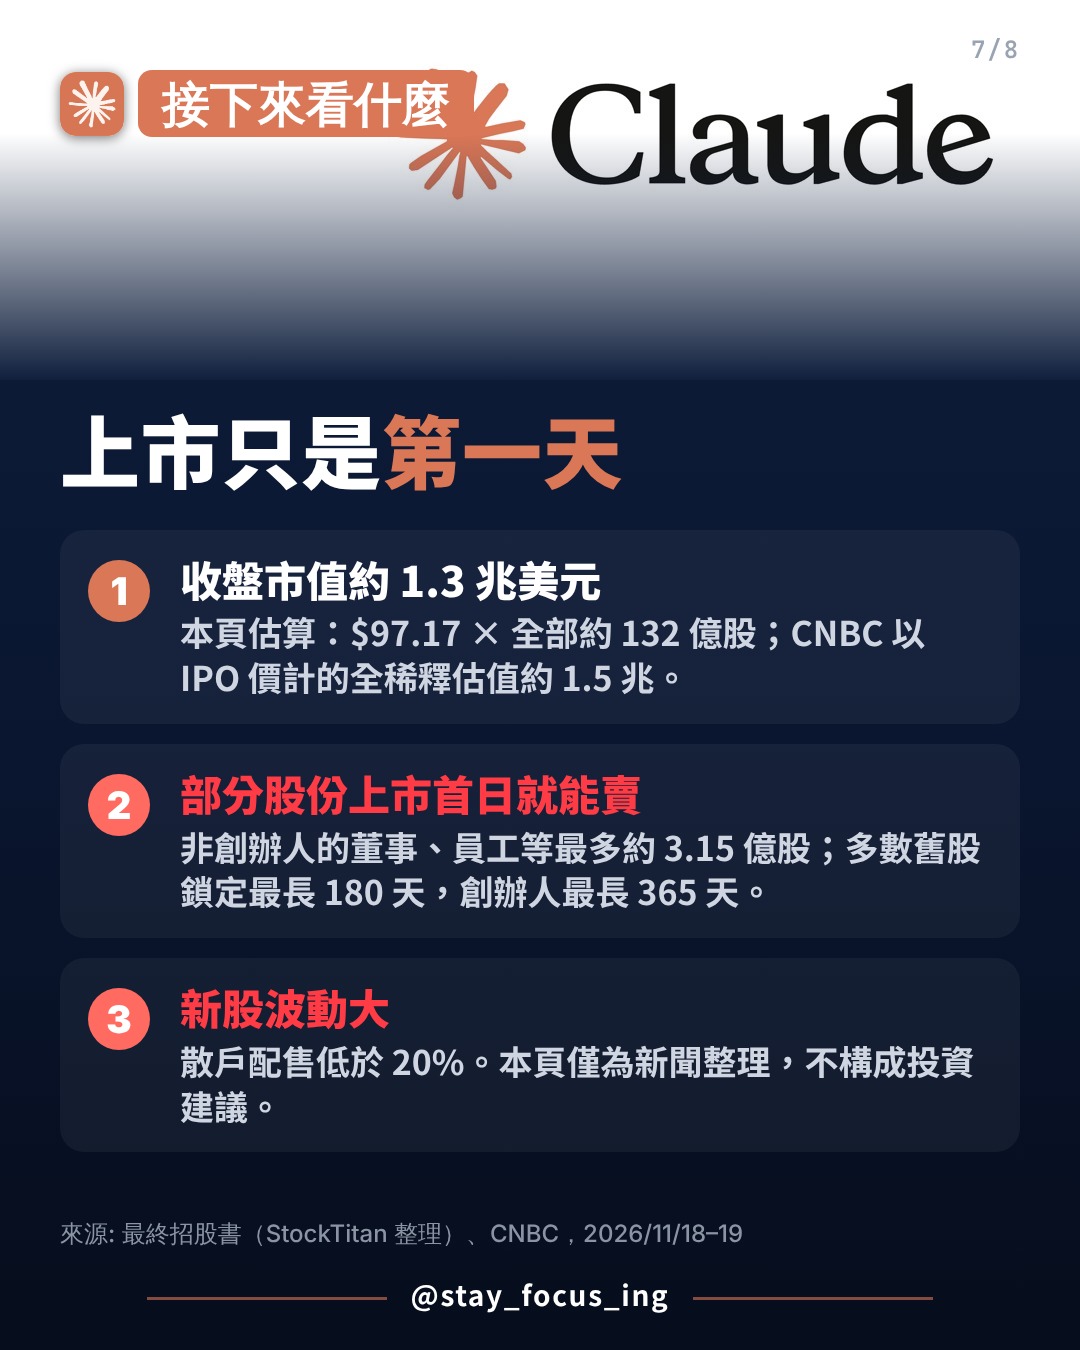 7/8
接下來看什麼
Claude
上市只是第一天
1
收盤市值約 1.3 兆美元
本頁估算：$97.17 × 全部約 132 億股；CNBC 以
IPO 價計的全稀釋估值約 1.5 兆。
2
部分股份上市首日就能賣
非創辦人的董事、員工等最多約 3.15 億股；多數舊股
鎖定最長 180 天，創辦人最長 365 天。
3
新股波動大
散戶配售低於 20%。本頁僅為新聞整理，不構成投資
建議。
來源: 最終招股書（StockTitan 整理）、CNBC，2026/11/18–19
@stay_focus_ing